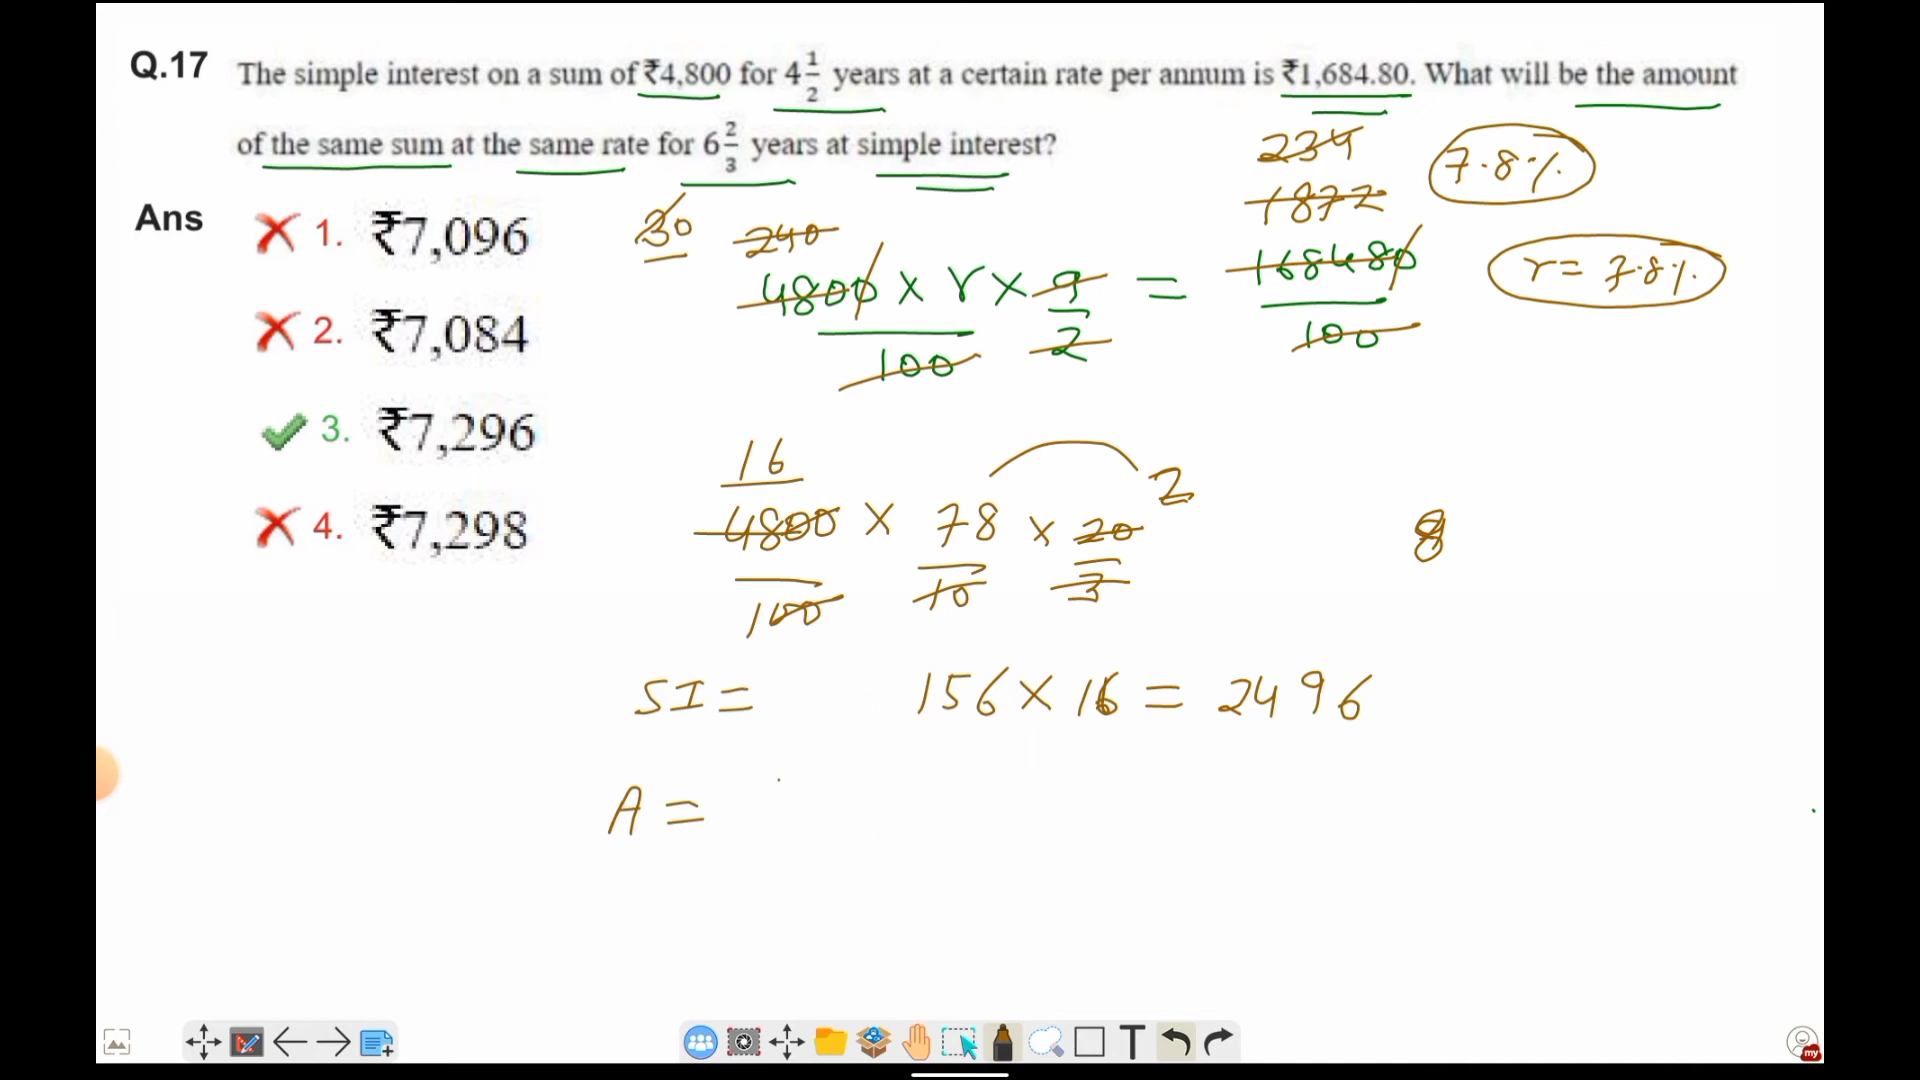 Q.17 The simple interest on a sum of ₹4,800 for 4 1/2 years at a certain rate per annum is ₹1,684.80. What will be the amount
of the same sum at the same rate for 6 2/3 years at simple interest?
Ans
1. ₹7,096
2. ₹7,084
3. ₹7,296
4. ₹7,298
234
7.8%
1872
30 240
4800 × r × 9/2 = 168480
100 100
r = 7.8%
16
4800 × 78 × 20 2
100 10 3
8
SI = 156 × 16 = 2496
A =
T
my